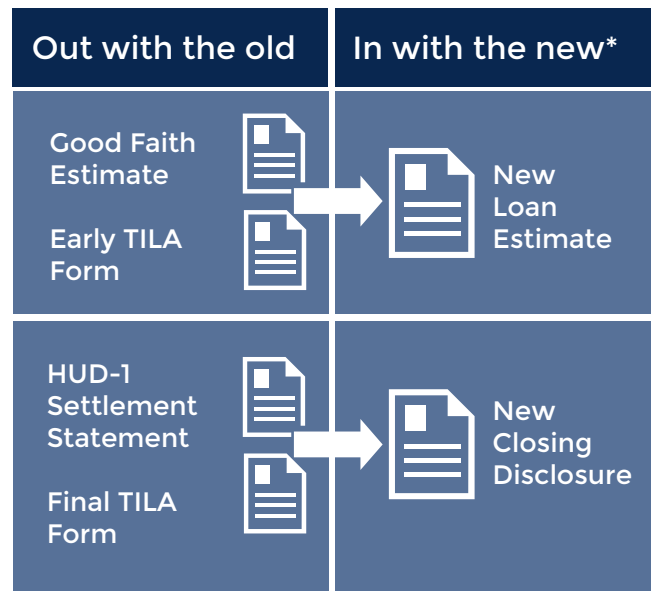 Out with the old
In with the new*
Good Faith
Estimate
Early TILA
Form
New
Loan
Estimate
HUD-1
Settlement
Statement
Final TILA
Form
New
Closing
Disclosure